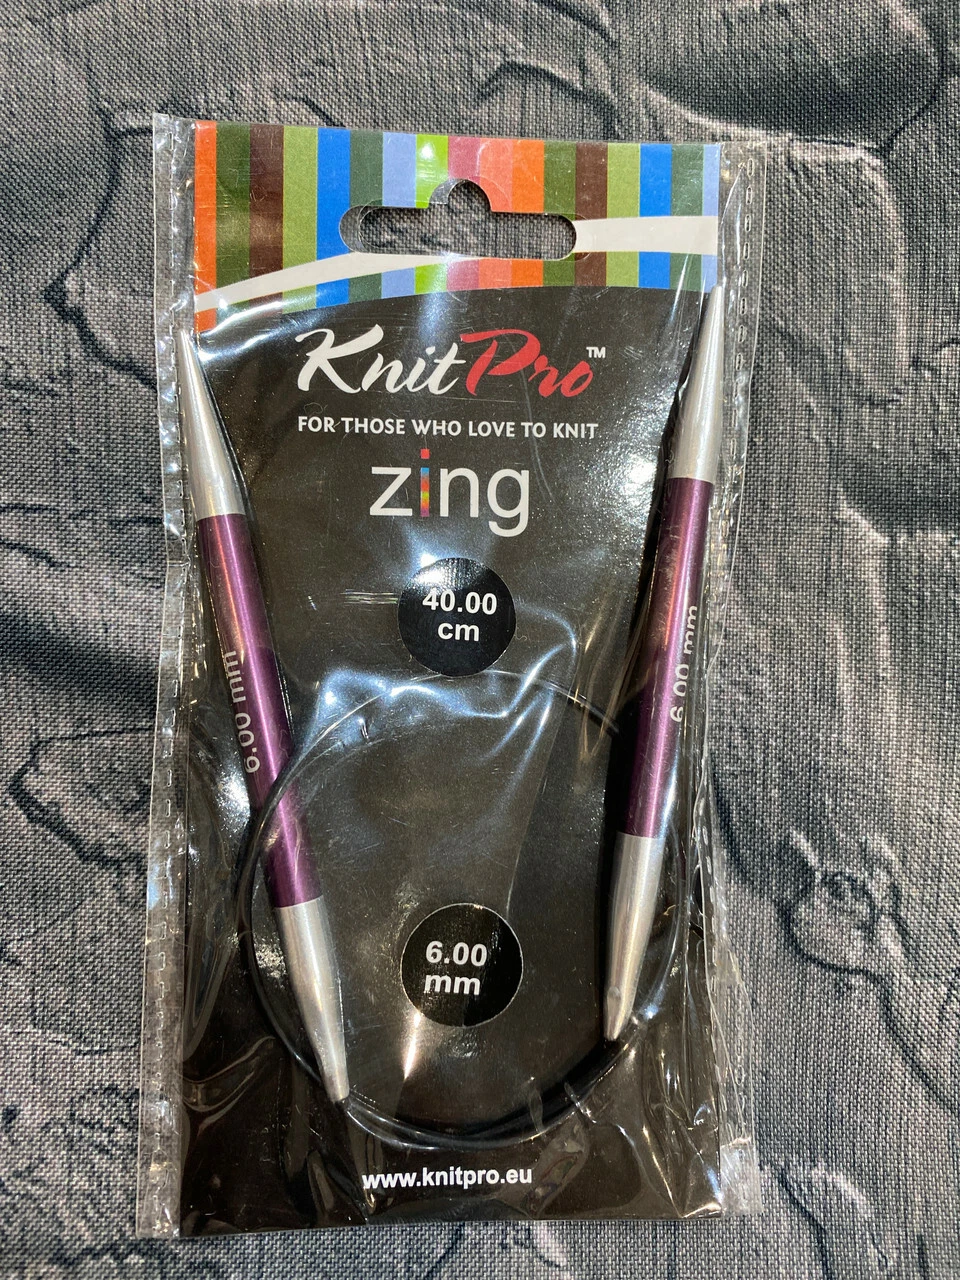 KnitPro™
FOR THOSE WHO LOVE TO KNIT
zing
40.00
cm
6.00 mm
6.00 mm
6.00
mm
www.knitpro.eu